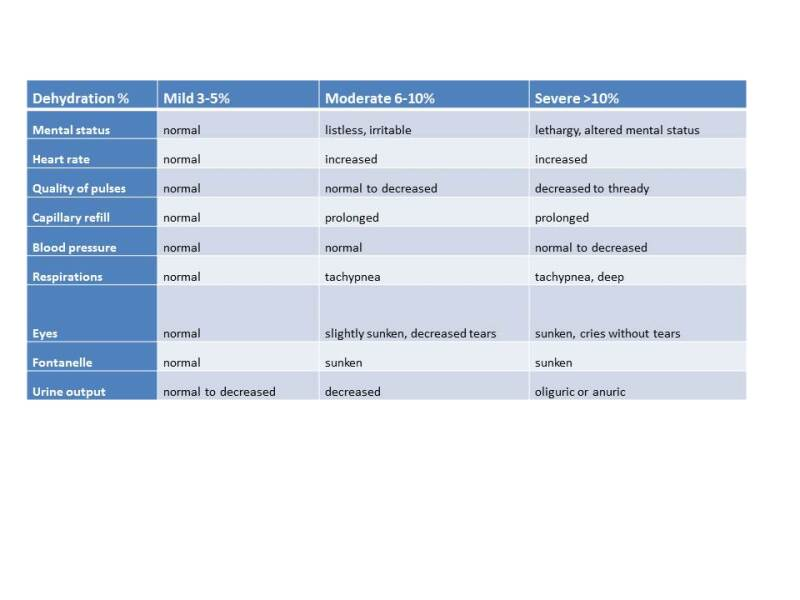 Dehydration % Mild 3-5% Moderate 6-10% Severe >10%
Mental status normal listless, irritable lethargy, altered mental status
Heart rate normal increased increased
Quality of pulses normal normal to decreased decreased to thready
Capillary refill normal prolonged prolonged
Blood pressure normal normal normal to decreased
Respirations normal tachypnea tachypnea, deep
Eyes normal slightly sunken, decreased tears sunken, cries without tears
Fontanelle normal sunken sunken
Urine output normal to decreased decreased oliguric or anuric